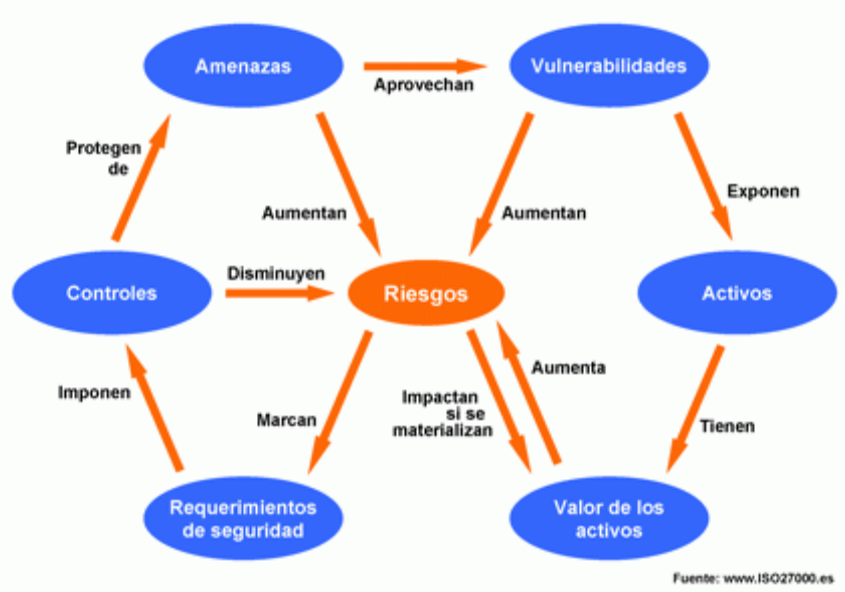 Amenazas
Aprovechan
Vulnerabilidades
Protegen
de
Aumentan
Aumentan
Exponen
Controles
Disminuyen
Riesgos
Activos
Imponen
Marcan
Impactan
si se
materializan
Aumenta
Tienen
Requerimientos
de seguridad
Valor de los
activos
Fuente: www.ISO27000.es